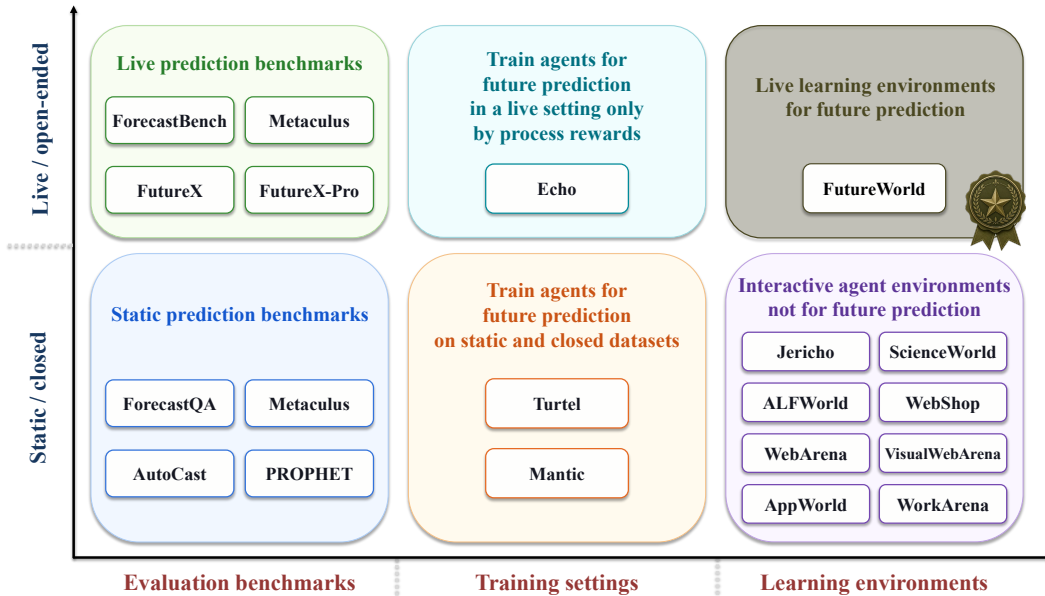 Live / open-ended
Live prediction benchmarks
ForecastBench
Metaculus
FutureX
FutureX-Pro
Train agents for
future prediction
in a live setting only
by process rewards
Echo
Live learning environments
for future prediction
FutureWorld
Static / closed
Static prediction benchmarks
ForecastQA
Metaculus
AutoCast
PROPHET
Train agents for
future prediction
on static and closed datasets
Turtel
Mantic
Interactive agent environments
not for future prediction
Jericho
ScienceWorld
ALFWorld
WebShop
WebArena
VisualWebArena
AppWorld
WorkArena
Evaluation benchmarks
Training settings
Learning environments